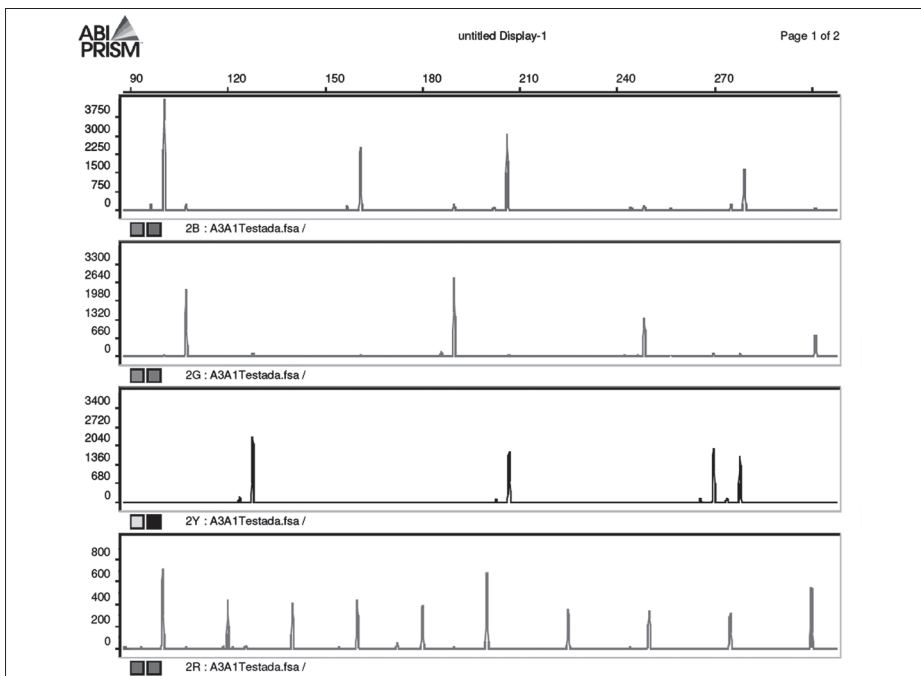 ABI
PRISM
untitled Display-1
Page 1 of 2
90 120 150 180 210 240 270
3750
3000
2250
1500
750
0
2B : A3A1Testada.fsa /
3300
2640
1980
1320
660
0
2G : A3A1Testada.fsa /
3400
2720
2040
1360
680
0
2Y : A3A1Testada.fsa /
800
600
400
200
0
2R : A3A1Testada.fsa /